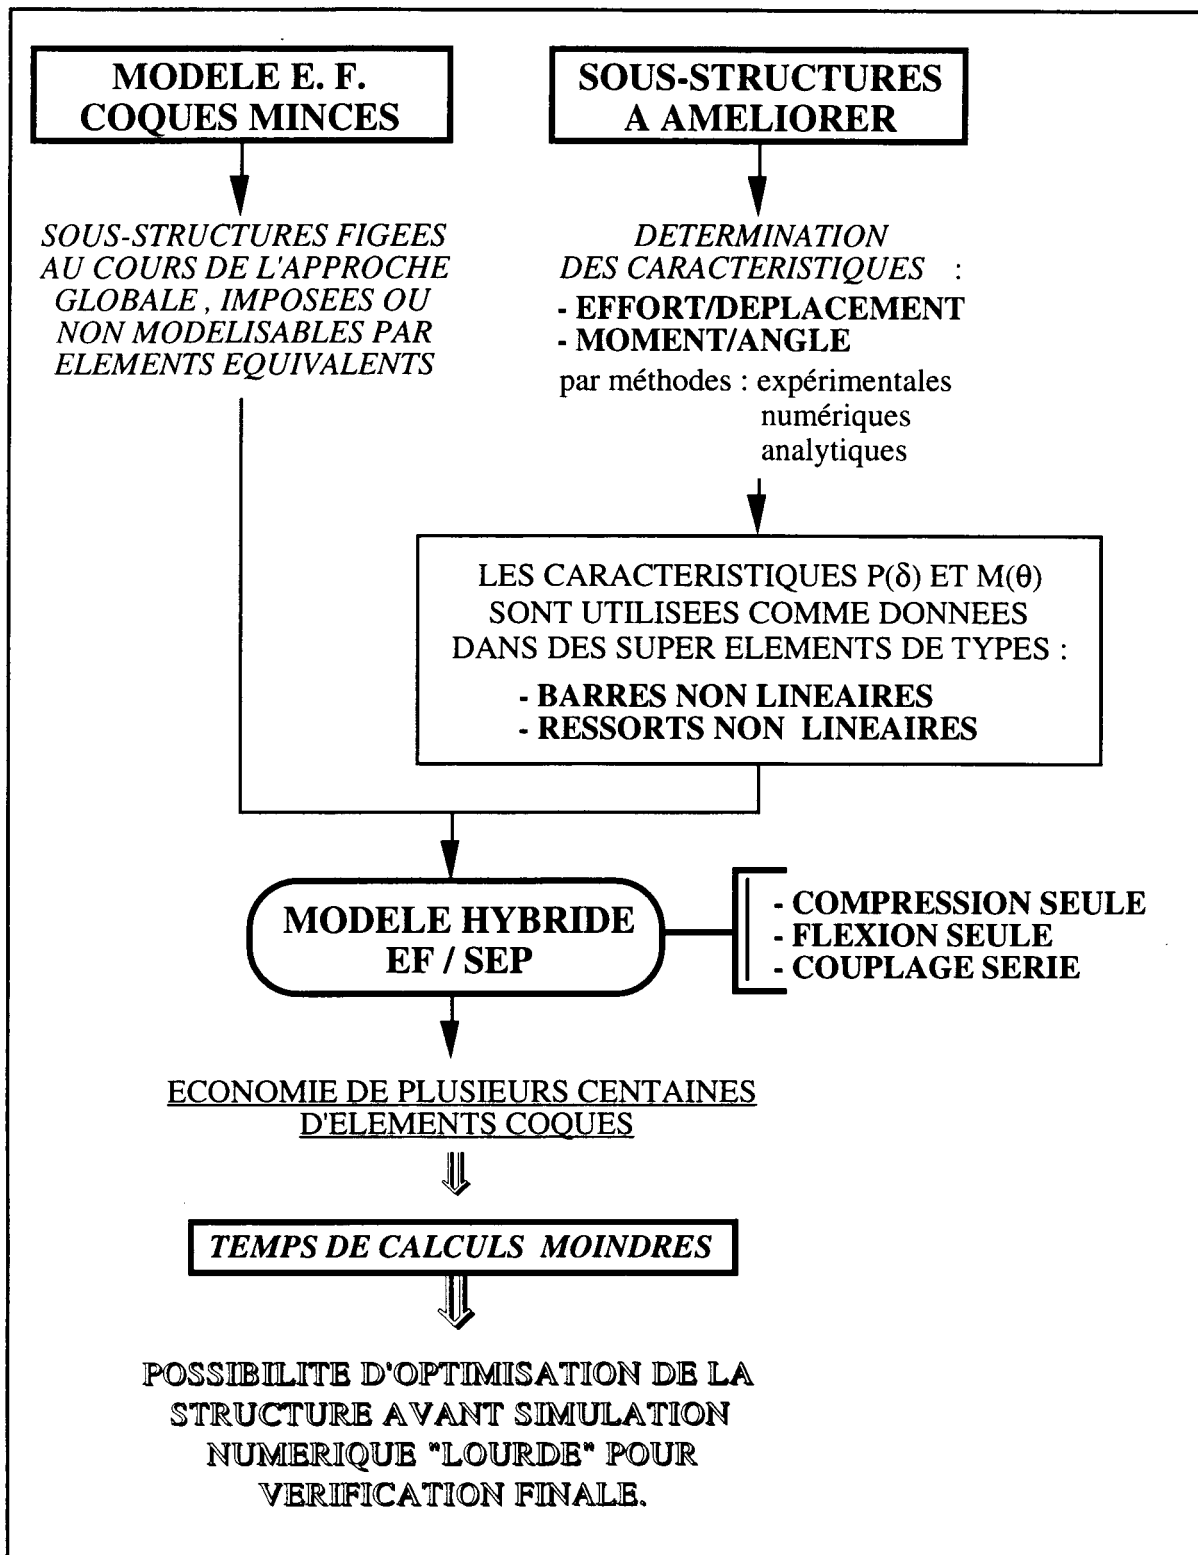 MODELE E. F.
COQUES MINCES
SOUS-STRUCTURES
A AMELIORER
SOUS-STRUCTURES FIGEES
AU COURS DE L'APPROCHE
GLOBALE , IMPOSEES OU
NON MODELISABLES PAR
ELEMENTS EQUIVALENTS
DETERMINATION
DES CARACTERISTIQUES :
- EFFORT/DEPLACEMENT
- MOMENT/ANGLE
par méthodes : expérimentales
numériques
analytiques
LES CARACTERISTIQUES P(δ) ET M(θ)
SONT UTILISEES COMME DONNEES
DANS DES SUPER ELEMENTS DE TYPES :
- BARRES NON LINEAIRES
- RESSORTS NON LINEAIRES
MODELE HYBRIDE
EF / SEP
- COMPRESSION SEULE
- FLEXION SEULE
- COUPLAGE SERIE
ECONOMIE DE PLUSIEURS CENTAINES
D'ELEMENTS COQUES
TEMPS DE CALCULS MOINDRES
POSSIBILITE D'OPTIMISATION DE LA
STRUCTURE AVANT SIMULATION
NUMERIQUE "LOURDE" POUR
VERIFICATION FINALE.